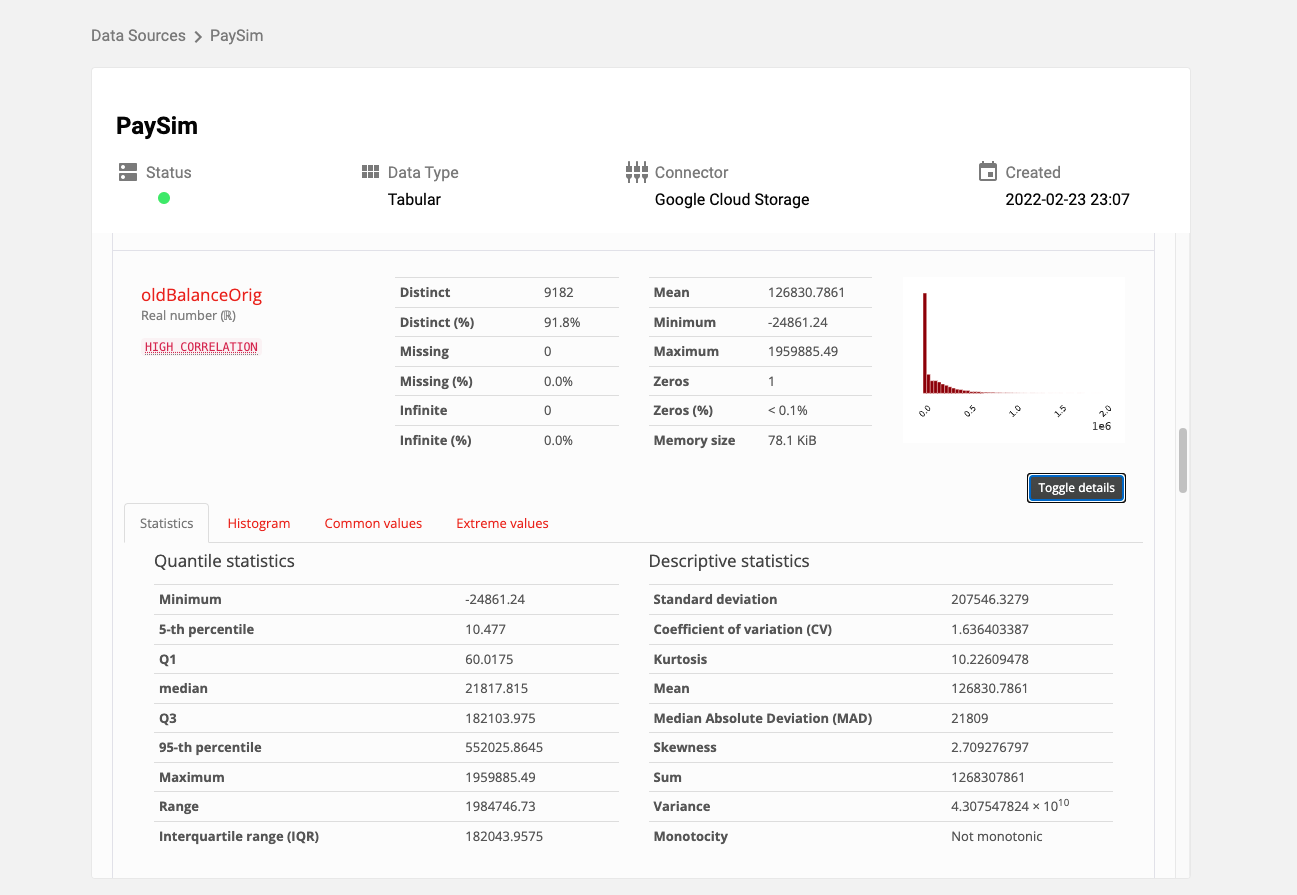 Data Sources > PaySim
PaySim
Status
Data Type
Tabular
Connector
Google Cloud Storage
Created
2022-02-23 23:07
oldBalanceOrig
Real number (ℝ)
HIGH CORRELATION
Distinct 9182
Distinct (%) 91.8%
Missing 0
Missing (%) 0.0%
Infinite 0
Infinite (%) 0.0%
Mean 126830.7861
Minimum -24861.24
Maximum 1959885.49
Zeros 1
Zeros (%) < 0.1%
Memory size 78.1 KiB
0.0 0.5 1.0 1.5 2.0
1e6
Toggle details
Statistics Histogram Common values Extreme values
Quantile statistics
Minimum -24861.24
5-th percentile 10.477
Q1 60.0175
median 21817.815
Q3 182103.975
95-th percentile 552025.8645
Maximum 1959885.49
Range 1984746.73
Interquartile range (IQR) 182043.9575
Descriptive statistics
Standard deviation 207546.3279
Coefficient of variation (CV) 1.636403387
Kurtosis 10.22609478
Mean 126830.7861
Median Absolute Deviation (MAD) 21809
Skewness 2.709276797
Sum 1268307861
Variance 4.307547824 × 10¹⁰
Monotocity Not monotonic